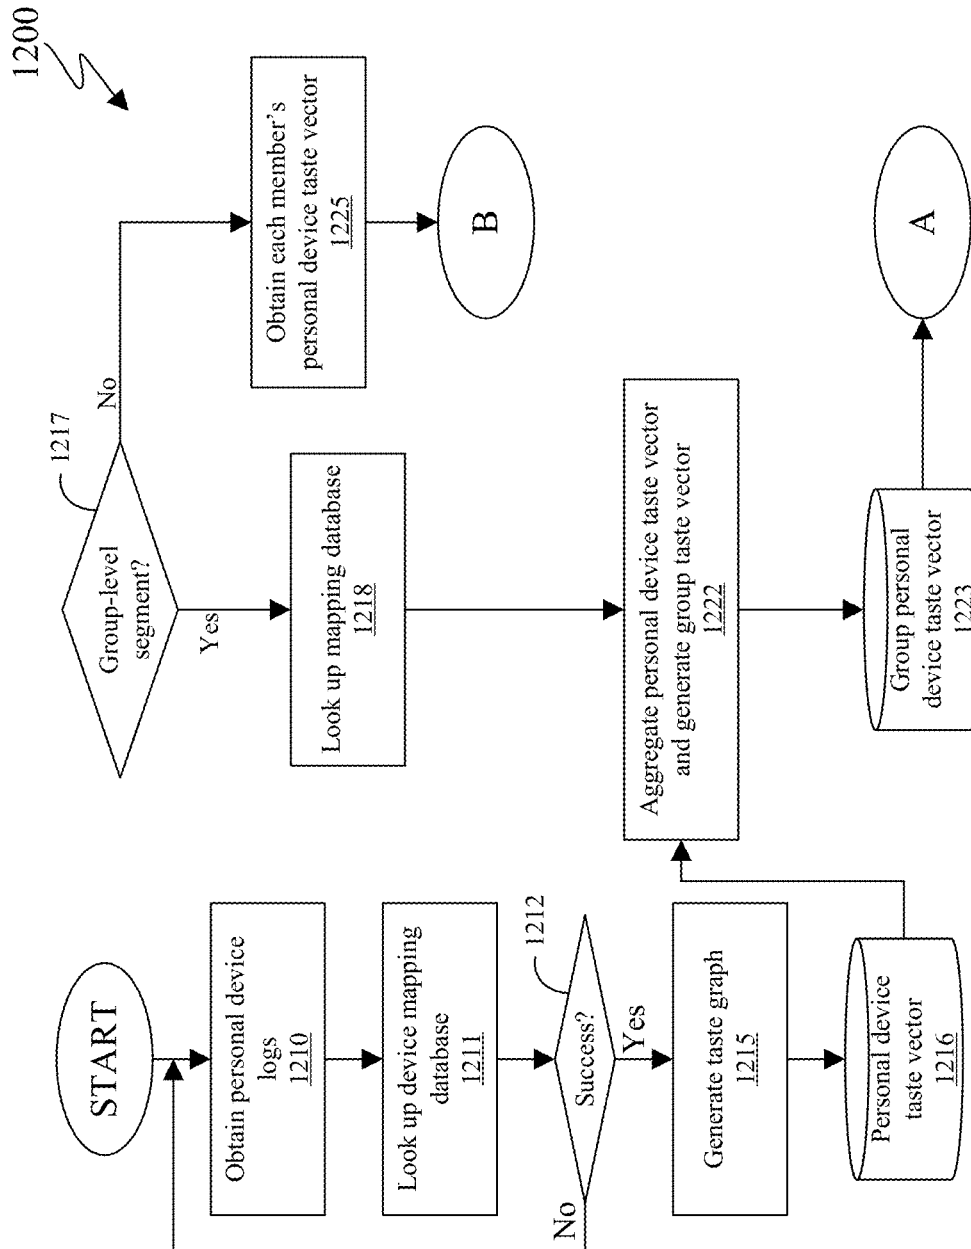 1200
START
Obtain personal device
logs
1210
Look up device mapping
database
1211
Success?
1212
No
Yes
Generate taste graph
1215
Personal device
taste vector
1216
Group-level
segment?
1217
No
Yes
Look up mapping database
1218
Aggregate personal device taste vector
and generate group taste vector
1222
Group personal
device taste vector
1223
A
Obtain each member's
personal device taste vector
1225
B